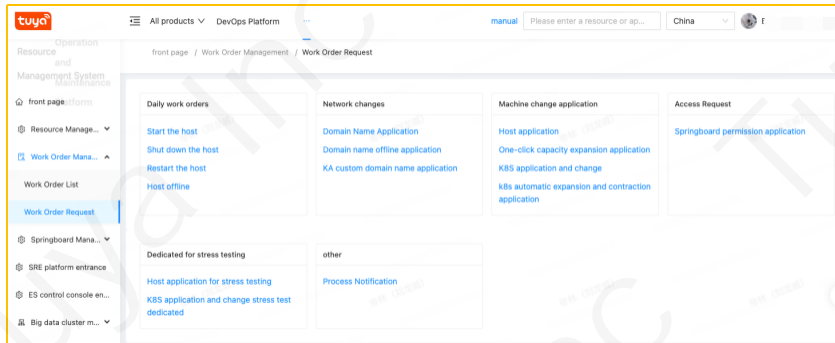 tuya
All products
DevOps Platform
...
manual
Please enter a resource or ap...
China
E
Resource
Operation
and
Management System
Maintenance
Platform
front page / Work Order Management / Work Order Request
front page
Resource Manage...
Work Order Mana...
Work Order List
Work Order Request
Springboard Mana...
SRE platform entrance
ES control console en...
Big data cluster m...
Daily work orders
Start the host
Shut down the host
Restart the host
Host offline
Network changes
Domain Name Application
Domain name offline application
KA custom domain name application
Machine change application
Host application
One-click capacity expansion application
K8S application and change
k8s automatic expansion and contraction
application
Access Request
Springboard permission application
Dedicated for stress testing
Host application for stress testing
K8S application and change stress test
dedicated
other
Process Notification
Tuya Inc